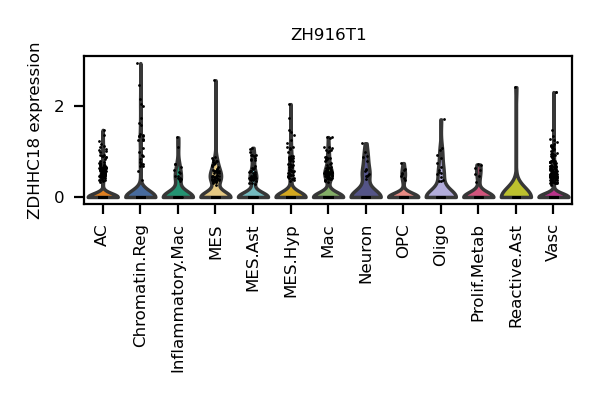 ZH916T1
ZDHHC18 expression
2
0
AC
Chromatin.Reg
Inflammatory.Mac
MES
MES.Ast
MES.Hyp
Mac
Neuron
OPC
Oligo
Prolif.Metab
Reactive.Ast
Vasc